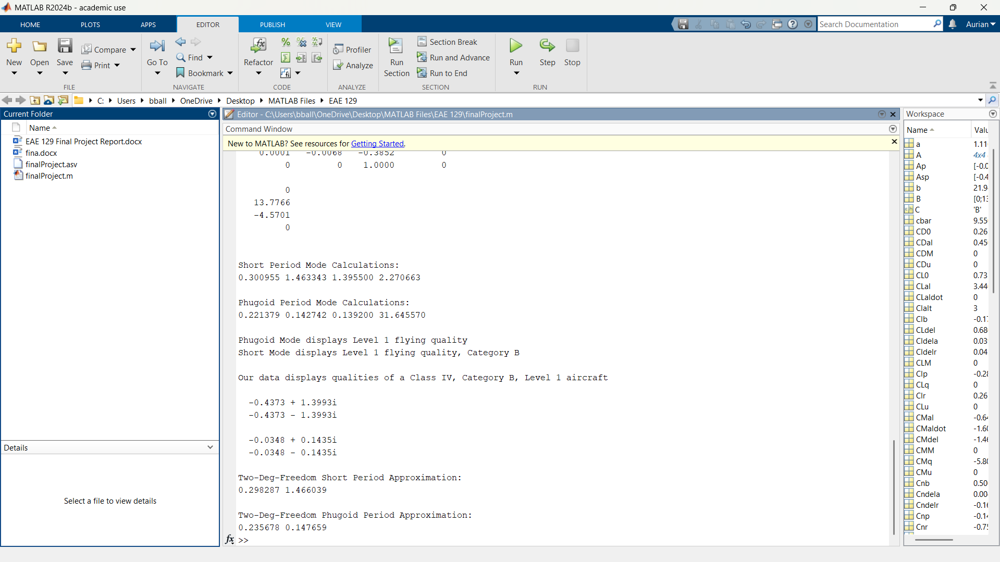 MATLAB R2024b - academic use
HOME PLOTS APPS EDITOR PUBLISH VIEW
Search Documentation
Aurian
New Open Save Compare Print
FILE
Go To Find Bookmark
NAVIGATE
Refactor
CODE
Profiler
Analyze
ANALYZE
Run Section
Section Break
Run and Advance
Run to End
SECTION
Run Step Stop
RUN
C: Users bball OneDrive Desktop MATLAB Files EAE 129
Current Folder
Name
EAE 129 Final Project Report.docx
fina.docx
finalProject.asv
finalProject.m
Details
Select a file to view details
Editor - C:\Users\bball\OneDrive\Desktop\MATLAB Files\EAE 129\finalProject.m
Command Window
New to MATLAB? See resources for Getting Started.
0.0001 -0.0068 -0.3852 0
0 0 1.0000 0
0
13.7766
-4.5701
0
Short Period Mode Calculations:
0.300955 1.463343 1.395500 2.270663
Phugoid Period Mode Calculations:
0.221379 0.142742 0.139200 31.645570
Phugoid Mode displays Level 1 flying quality
Short Mode displays Level 1 flying quality, Category B
Our data displays qualities of a Class IV, Category B, Level 1 aircraft
-0.4373 + 1.3993i
-0.4373 - 1.3993i
-0.0348 + 0.1435i
-0.0348 - 0.1435i
Two-Deg-Freedom Short Period Approximation:
0.298287 1.466039
Two-Deg-Freedom Phugoid Period Approximation:
0.235678 0.147659
fx >>
Workspace
Name Valu
a 1.11
A 4x4
Ap [-0.0
Asp [-0.4
b 21.9
B [0;13
C 'B'
cbar 9.55
CD0 0.26
CDal 0.45
CDM 0
CDu 0
CL0 0.73
CLal 3.44
CLaldot 0
Clalt 3
Clb -0.17
CLdel 0.68
Cldela 0.03
Cldelr 0.04
CLM 0
Clp -0.28
CLq 0
Clr 0.26
CLu 0
CMal -0.64
CMaldot -1.60
CMdel -1.46
CMM 0
CMq -5.80
CMu 0
Cnb 0.50
Cndela 0.00
Cndelr -0.16
Cnp -0.14
Cnr -0.75